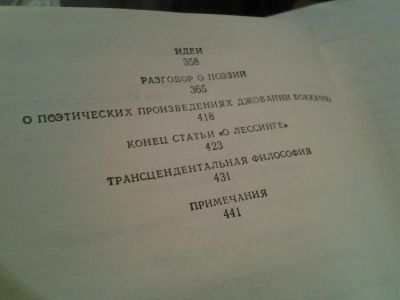 ИДЕИ
358
РАЗГОВОР О ПОЭЗИИ
365
О ПОЭТИЧЕСКИХ ПРОИЗВЕДЕНИЯХ ДЖОВАННИ БОККАЧЧО
418
КОНЕЦ СТАТЬИ «О ЛЕССИНГЕ»
423
ТРАНСЦЕНДЕНТАЛЬНАЯ ФИЛОСОФИЯ
431
ПРИМЕЧАНИЯ
441